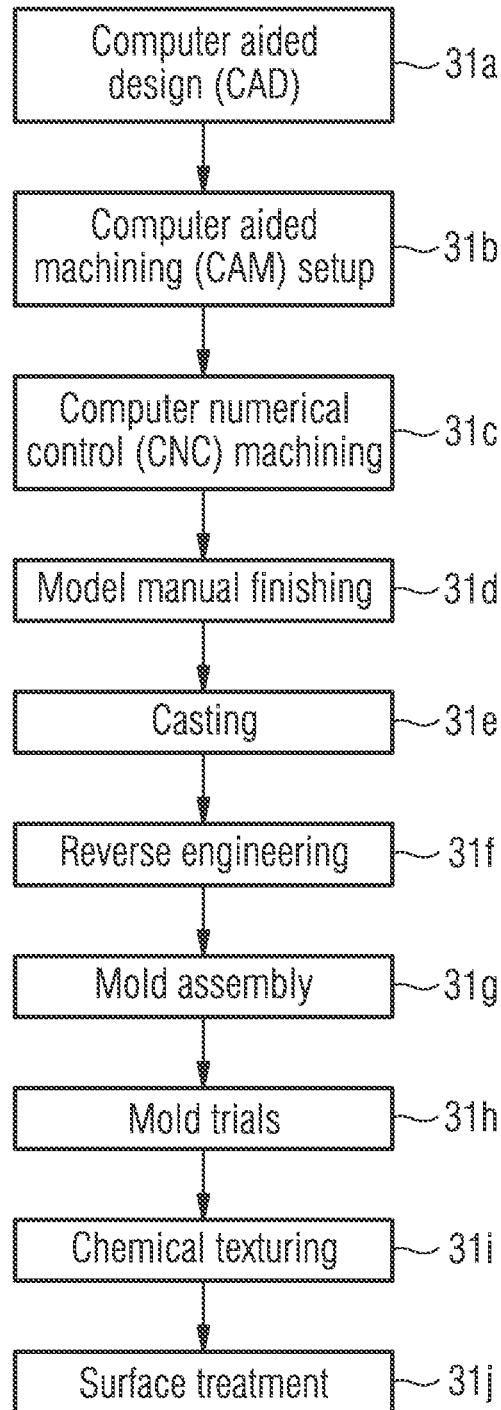 Computer aided
design (CAD)
31a
Computer aided
machining (CAM) setup
31b
Computer numerical
control (CNC) machining
31c
Model manual finishing
31d
Casting
31e
Reverse engineering
31f
Mold assembly
31g
Mold trials
31h
Chemical texturing
31i
Surface treatment
31j